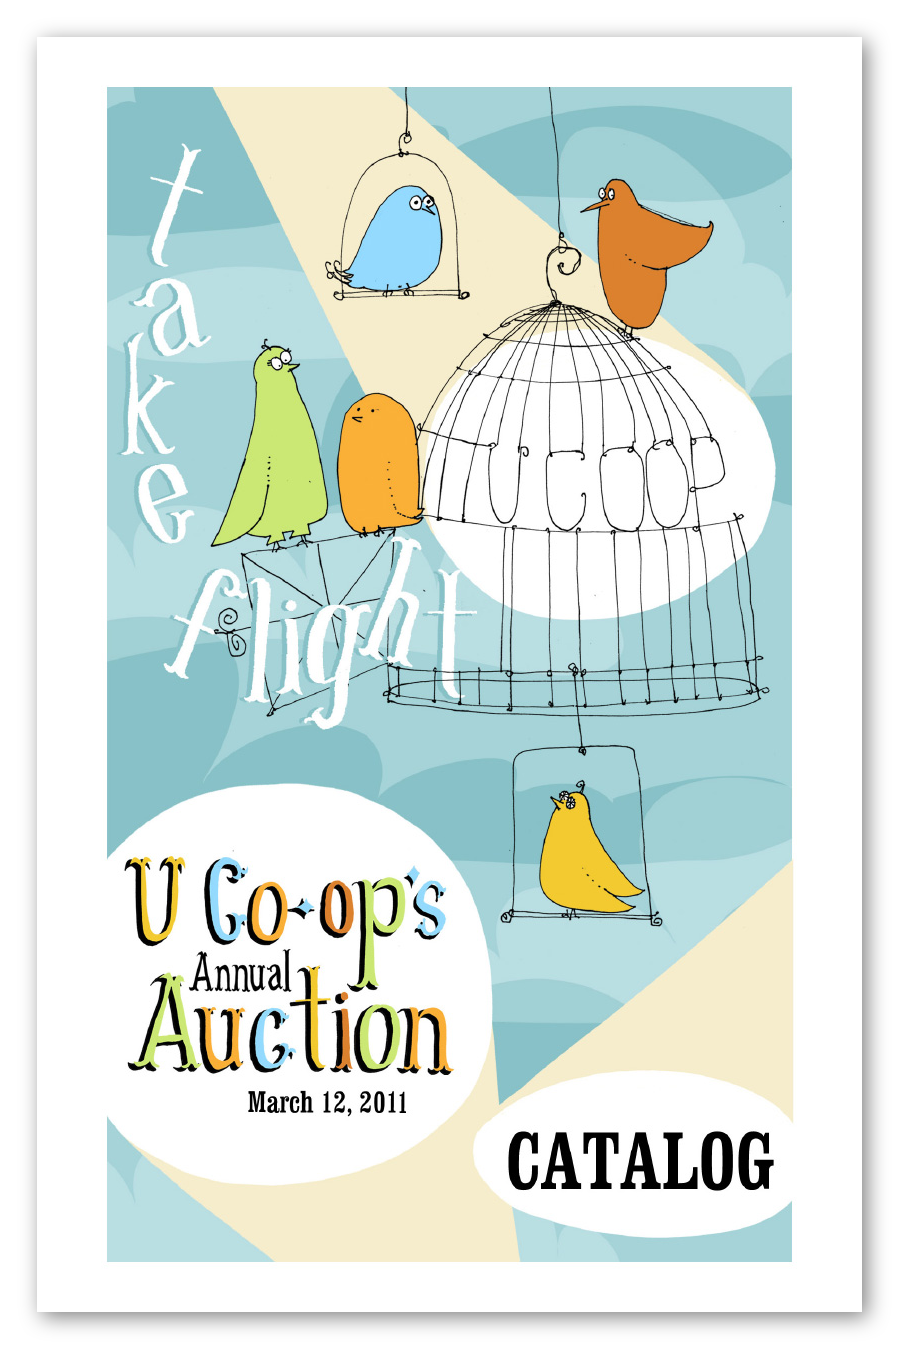 take
flight
UCOOP
U Co-op's
Annual
Auction
March 12, 2011
CATALOG